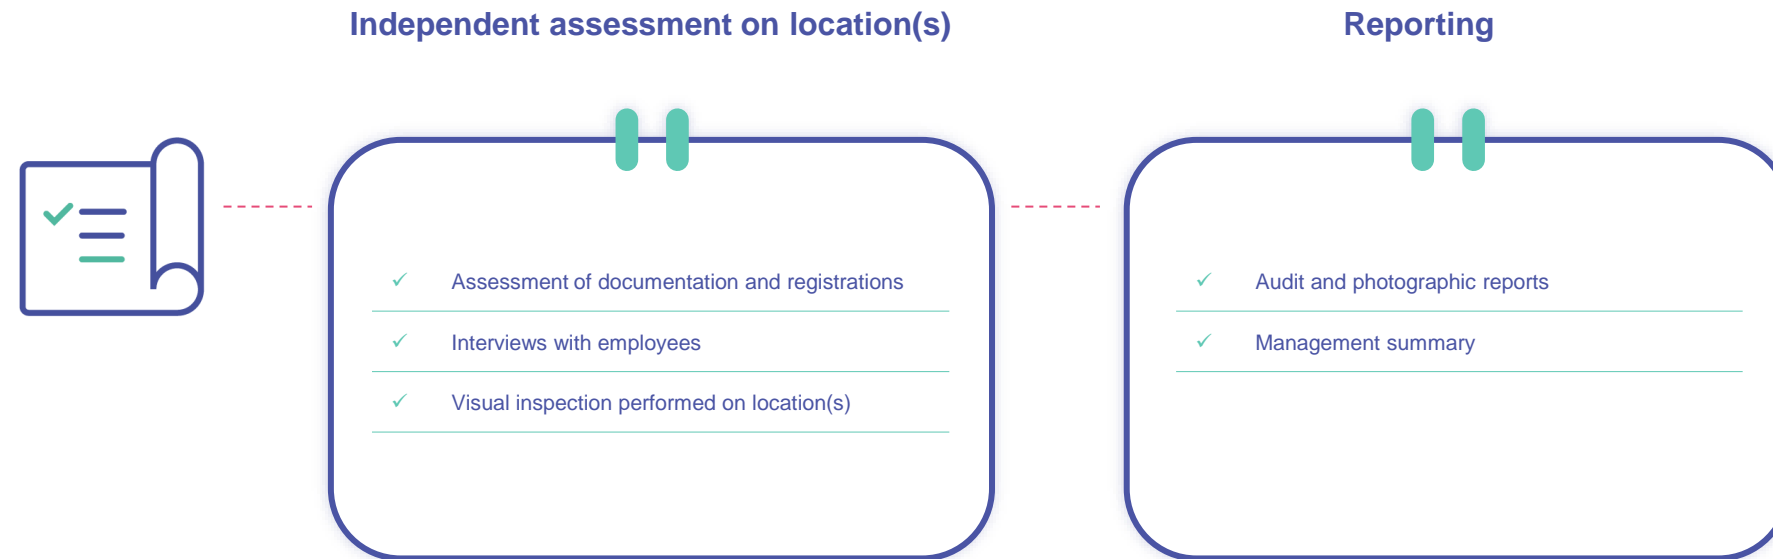 Independent assessment on location(s)
Assessment of documentation and registrations
Interviews with employees
Visual inspection performed on location(s)
Reporting
Audit and photographic reports
Management summary